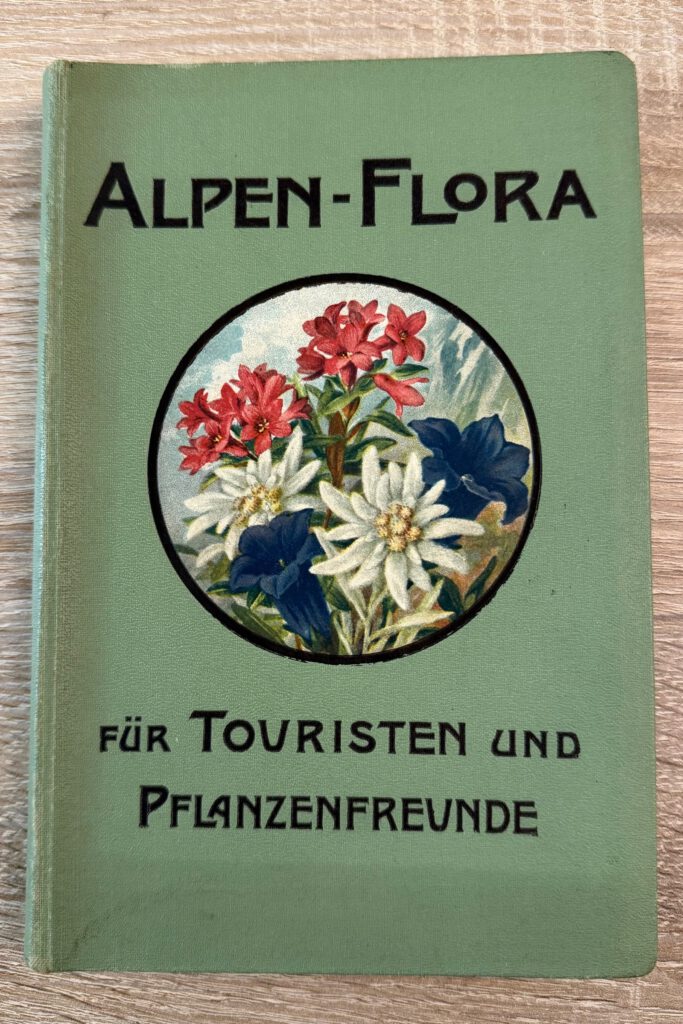 ALPEN-FLORA
FÜR TOURISTEN UND
PFLANZENFREUNDE